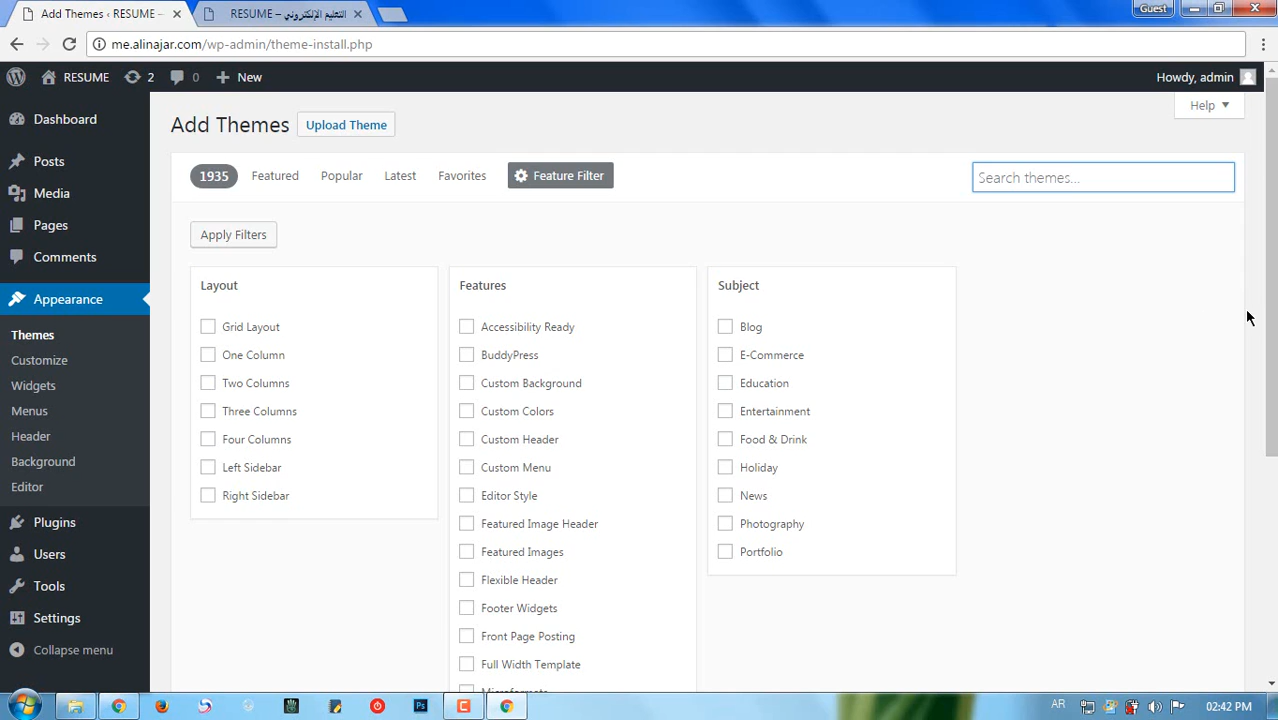 Add Themes ‹ RESUME –
RESUME – التعليم الإلكتروني
Guest
me.alinajar.com/wp-admin/theme-install.php
RESUME
2
0
New
Howdy, admin
Help
Dashboard
Posts
Media
Pages
Comments
Appearance
Themes
Customize
Widgets
Menus
Header
Background
Editor
Plugins
Users
Tools
Settings
Collapse menu
Add Themes
Upload Theme
1935
Featured
Popular
Latest
Favorites
Feature Filter
Search themes...
Apply Filters
Layout
Grid Layout
One Column
Two Columns
Three Columns
Four Columns
Left Sidebar
Right Sidebar
Features
Accessibility Ready
BuddyPress
Custom Background
Custom Colors
Custom Header
Custom Menu
Editor Style
Featured Image Header
Featured Images
Flexible Header
Footer Widgets
Front Page Posting
Full Width Template
Microformats
Subject
Blog
E-Commerce
Education
Entertainment
Food & Drink
Holiday
News
Photography
Portfolio
Ps
AR
02:42 PM